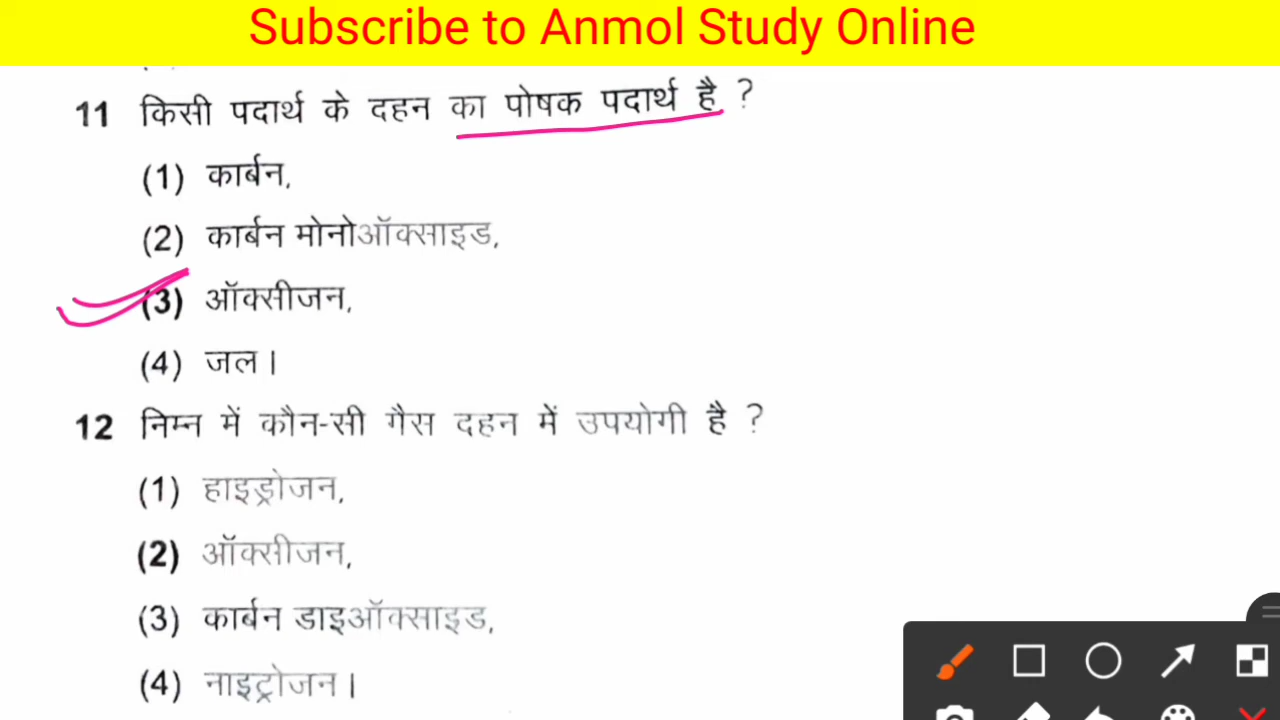 Subscribe to Anmol Study Online
11 किसी पदार्थ के दहन का पोषक पदार्थ है ?
(1) कार्बन,
(2) कार्बन मोनोऑक्साइड,
(3) ऑक्सीजन,
(4) जल।
12 निम्न में कौन-सी गैस दहन में उपयोगी है ?
(1) हाइड्रोजन,
(2) ऑक्सीजन,
(3) कार्बन डाइऑक्साइड,
(4) नाइट्रोजन।